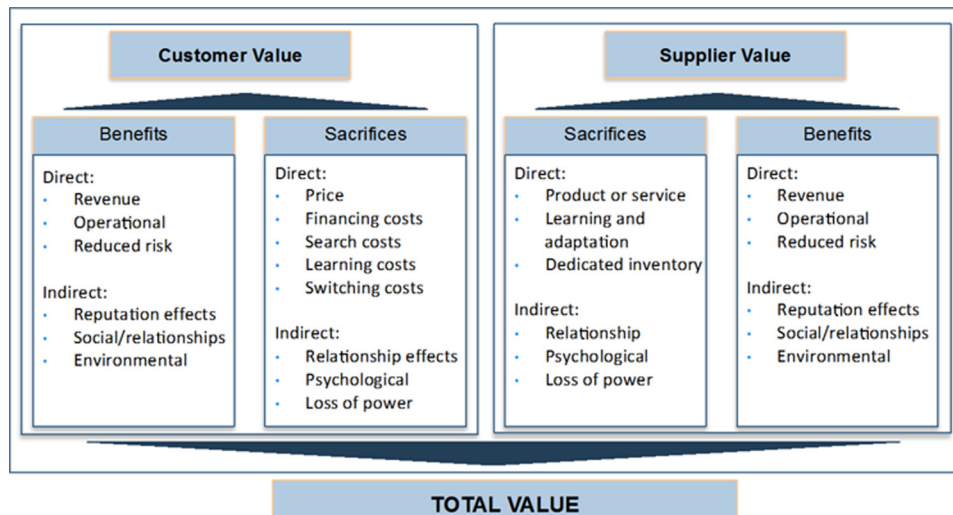 Customer Value
Benefits
Direct:
• Revenue
• Operational
• Reduced risk
Indirect:
• Reputation effects
• Social/relationships
• Environmental
Sacrifices
Direct:
• Price
• Financing costs
• Search costs
• Learning costs
• Switching costs
Indirect:
• Relationship effects
• Psychological
• Loss of power
Supplier Value
Sacrifices
Direct:
• Product or service
• Learning and
adaptation
• Dedicated inventory
Indirect:
• Relationship
• Psychological
• Loss of power
Benefits
Direct:
• Revenue
• Operational
• Reduced risk
Indirect:
• Reputation effects
• Social/relationships
• Environmental
TOTAL VALUE